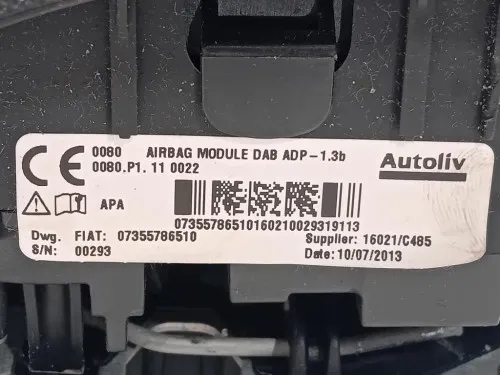 CE 0080 AIRBAG MODULE DAB ADP-1.3b Autoliv
0080.P1.11 0022
APA
07355786510160210029319113
Dwg. FIAT: 07355786510 Supplier: 16021/C485
S/N: 00293 Date: 10/07/2013